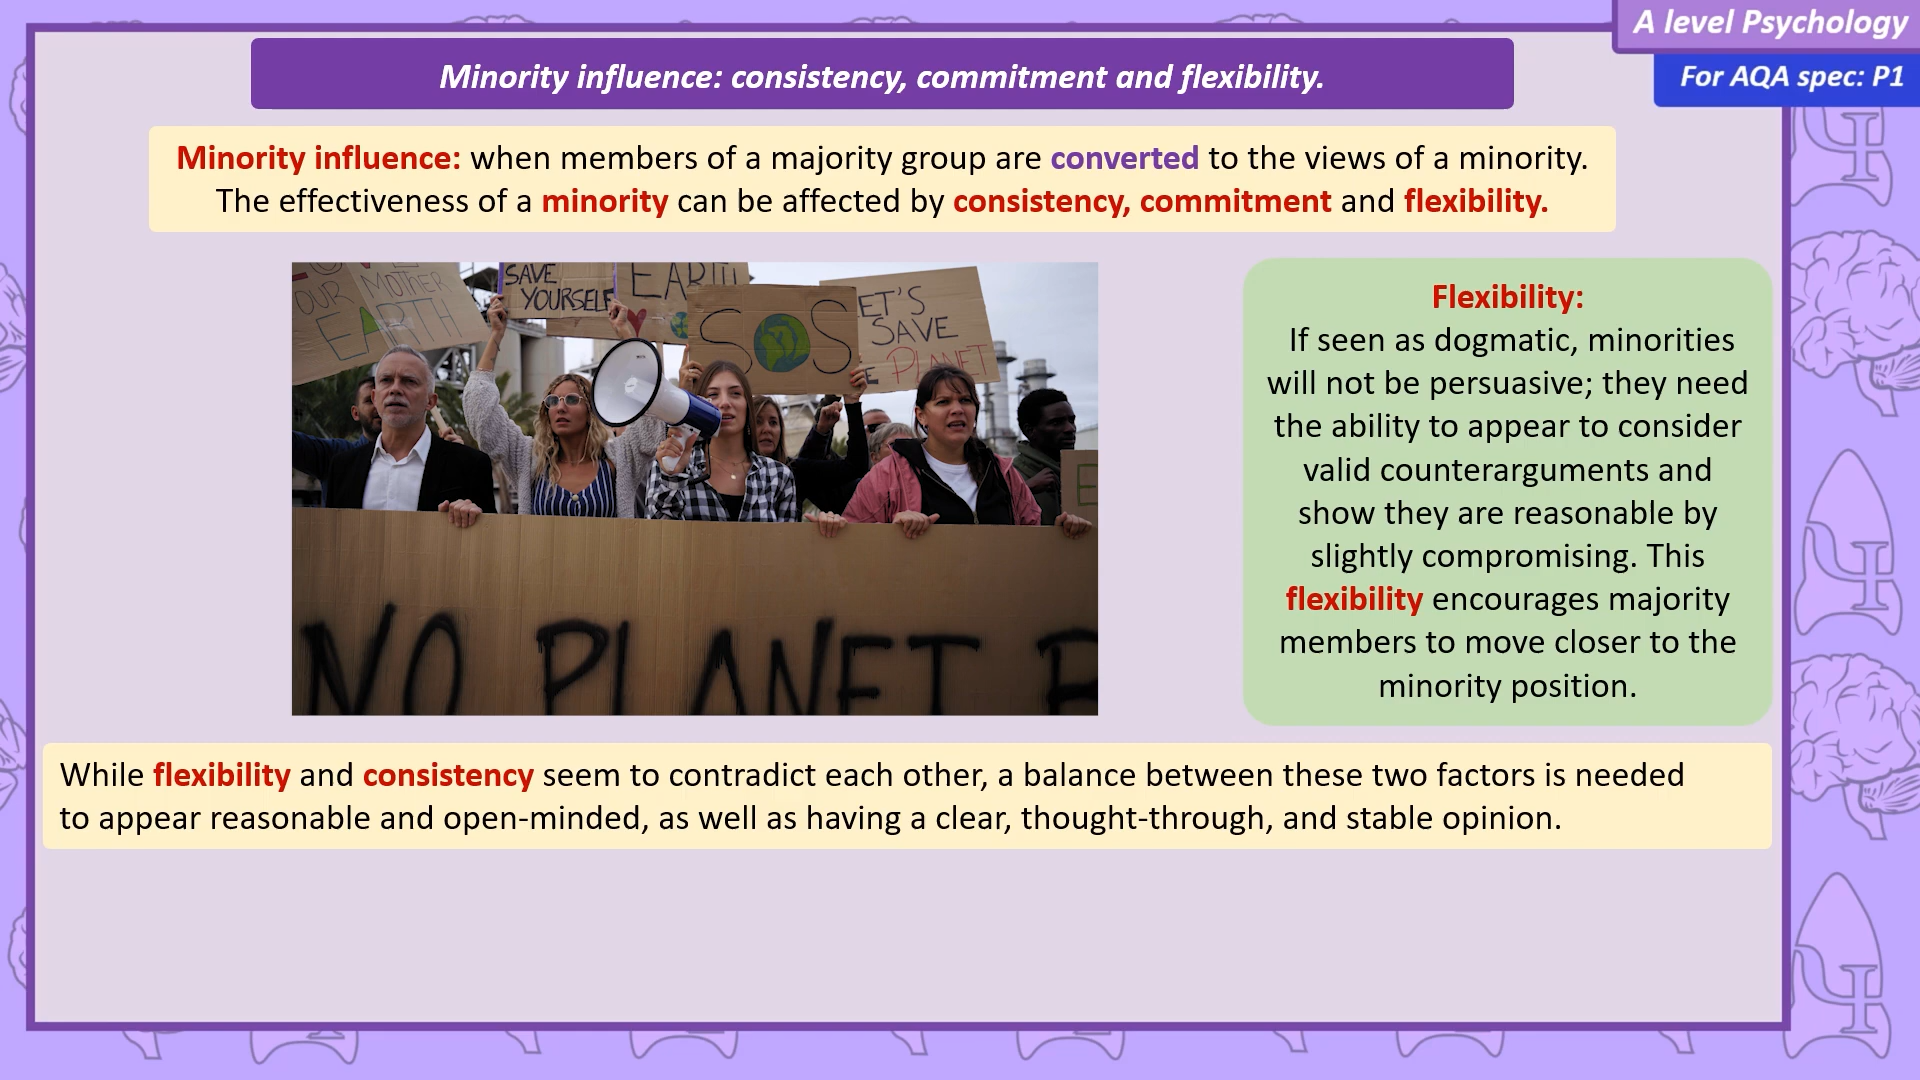 A level Psychology
For AQA spec: P1
Minority influence: consistency, commitment and flexibility.
Minority influence: when members of a majority group are converted to the views of a minority.
The effectiveness of a minority can be affected by consistency, commitment and flexibility.
OUR MOTHER
EARTH
SAVE
YOURSELF
EARTH
SOS
LET'S
SAVE
PLANET
NO PLANET B
Flexibility:
If seen as dogmatic, minorities
will not be persuasive; they need
the ability to appear to consider
valid counterarguments and
show they are reasonable by
slightly compromising. This
flexibility encourages majority
members to move closer to the
minority position.
While flexibility and consistency seem to contradict each other, a balance between these two factors is needed
to appear reasonable and open-minded, as well as having a clear, thought-through, and stable opinion.